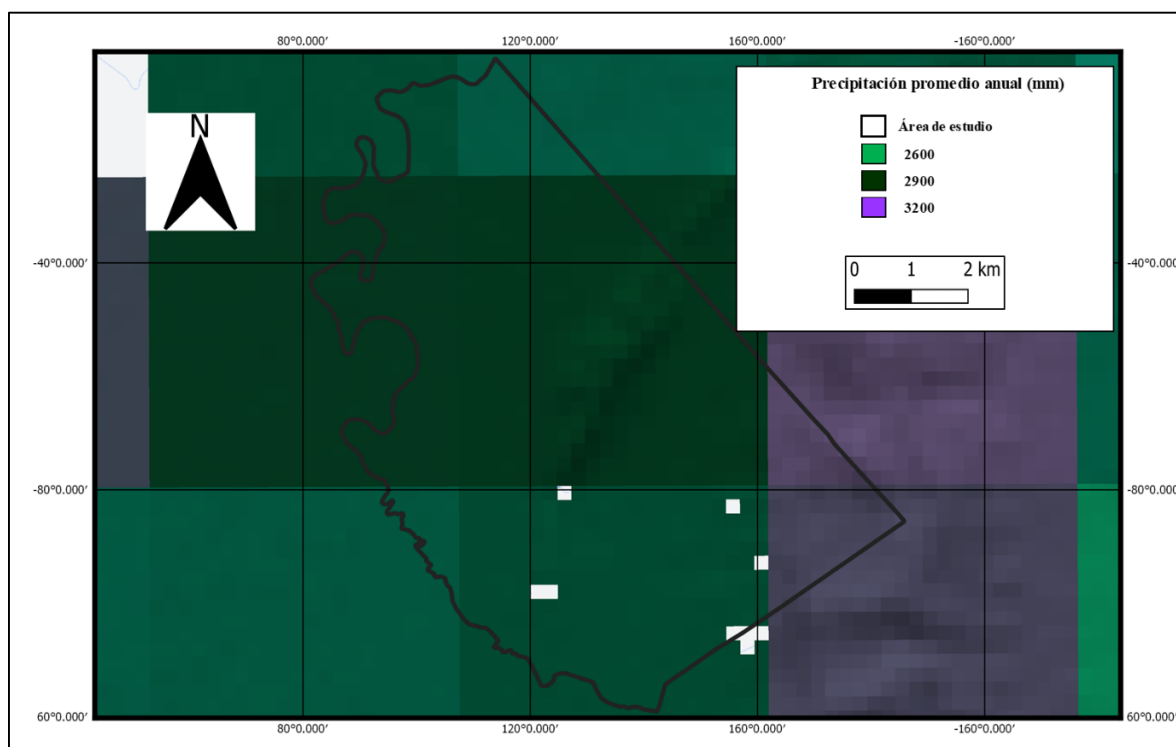 80°0.000′ 120°0.000′ 160°0.000′ -160°0.000′
N
Precipitación promedio anual (mm)
Área de estudio
2600
2900
3200
0 1 2 km
-40°0.000′ -40°0.000′
-80°0.000′ -80°0.000′
60°0.000′ 60°0.000′
80°0.000′ 120°0.000′ 160°0.000′ -160°0.000′